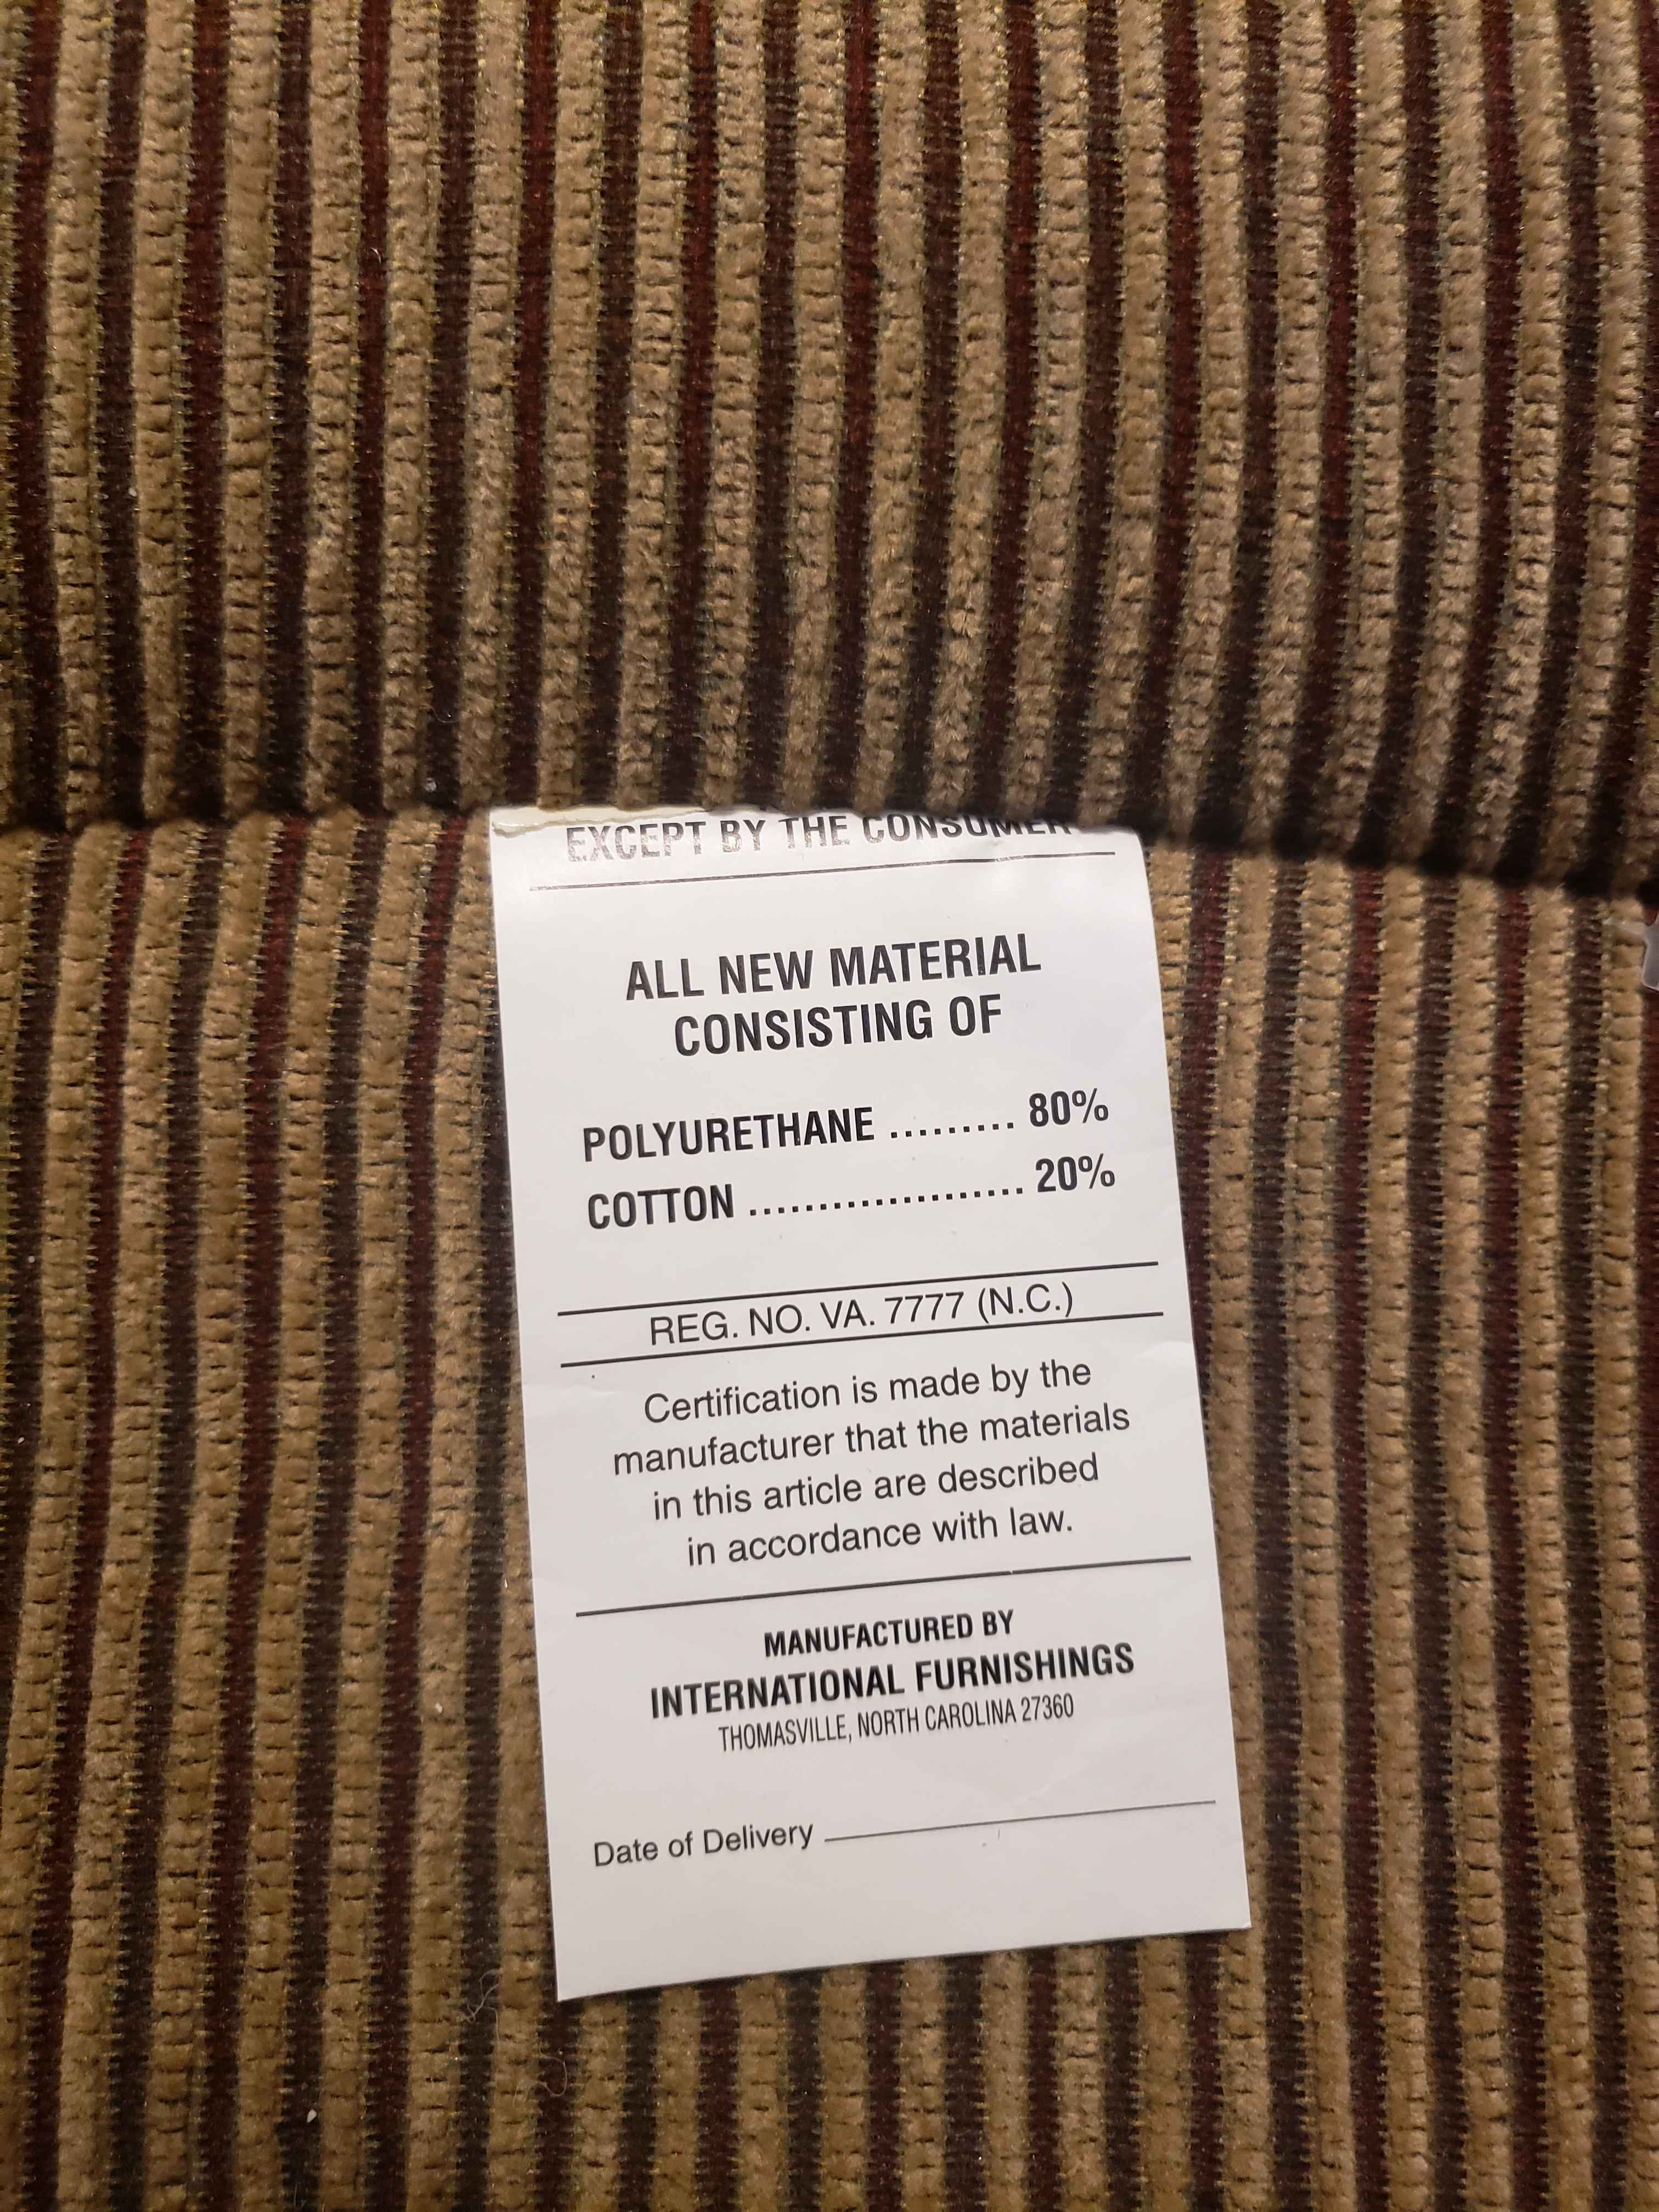 EXCEPT BY THE CONSUMER
ALL NEW MATERIAL
CONSISTING OF
POLYURETHANE ......... 80%
COTTON .................... 20%
REG. NO. VA. 7777 (N.C.)
Certification is made by the
manufacturer that the materials
in this article are described
in accordance with law.
MANUFACTURED BY
INTERNATIONAL FURNISHINGS
THOMASVILLE, NORTH CAROLINA 27360
Date of Delivery